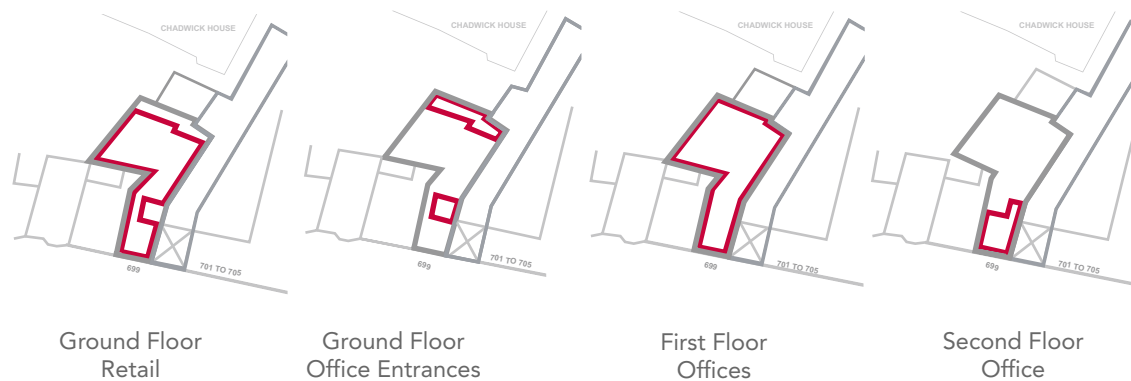 CHADWICK HOUSE
699
701 TO 705
Ground Floor
Retail
CHADWICK HOUSE
699
701 TO 705
Ground Floor
Office Entrances
CHADWICK HOUSE
699
701 TO 705
First Floor
Offices
CHADWICK HOUSE
699
701 TO 705
Second Floor
Office